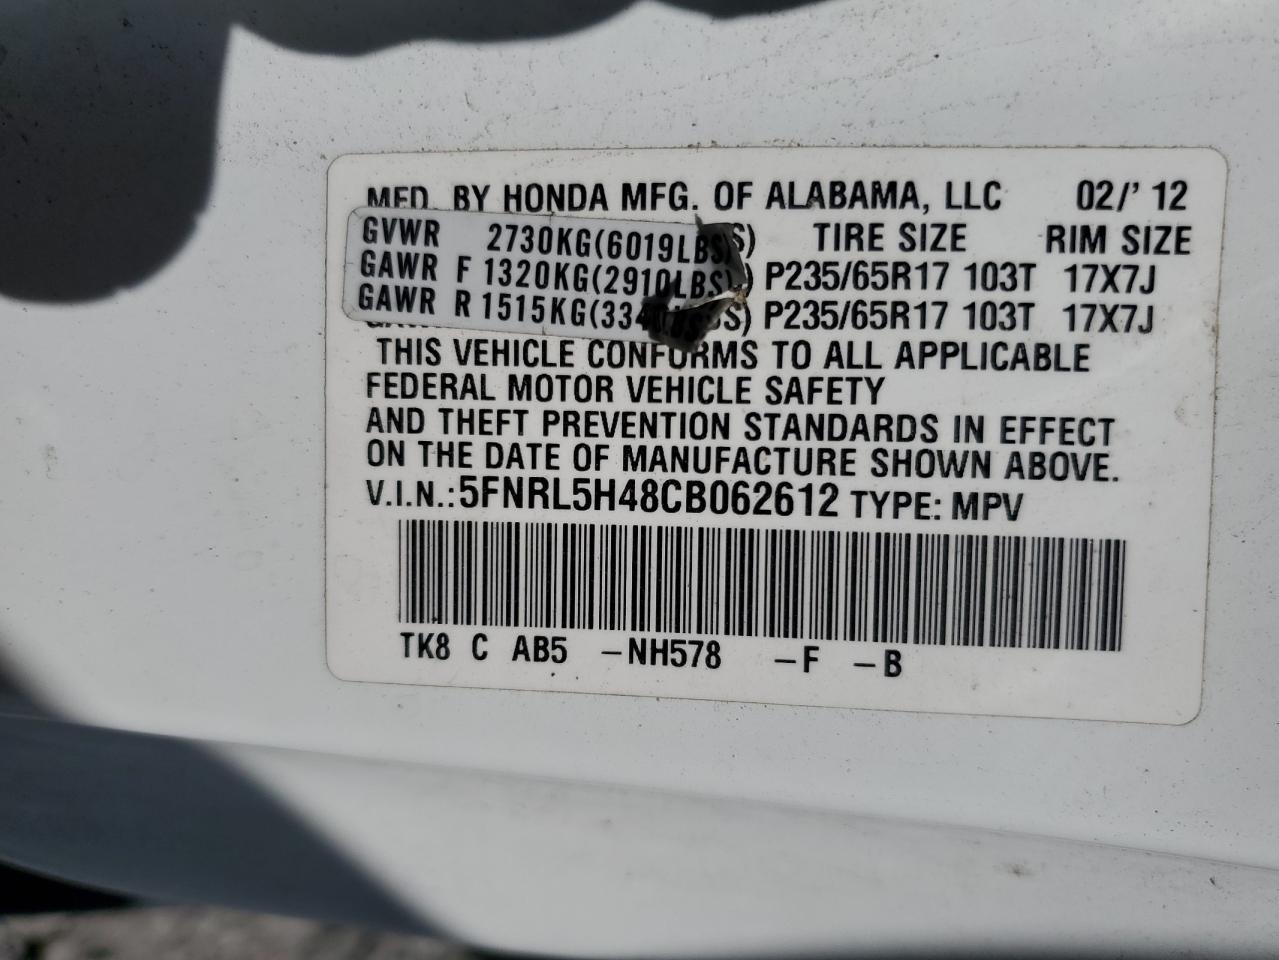 MFD. BY HONDA MFG. OF ALABAMA, LLC 02/' 12
GVWR 2730KG(6019LBS) TIRE SIZE RIM SIZE
GAWR F 1320KG(2910LBS) P235/65R17 103T 17X7J
GAWR R 1515KG( P235/65R17 103T 17X7J
THIS VEHICLE CONFORMS TO ALL APPLICABLE
FEDERAL MOTOR VEHICLE SAFETY
AND THEFT PREVENTION STANDARDS IN EFFECT
ON THE DATE OF MANUFACTURE SHOWN ABOVE.
V.I.N.: 5FNRL5H48CB062612 TYPE: MPV
TK8 C AB5 -NH578 -F -B